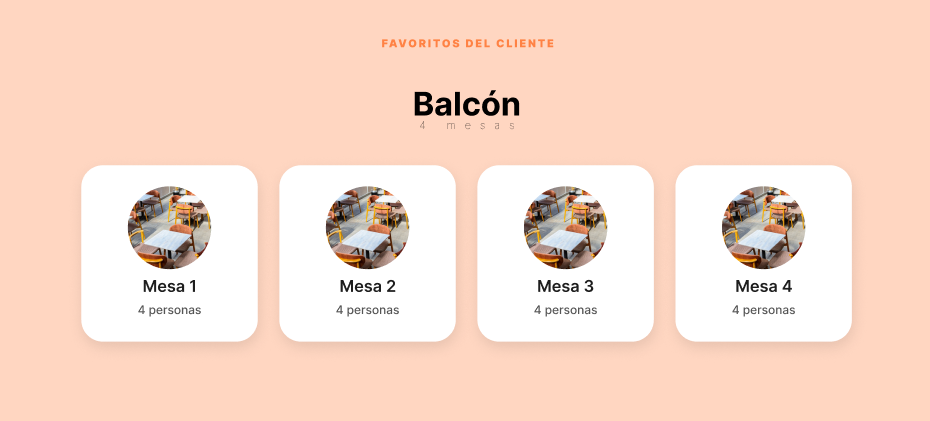 FAVORITOS DEL CLIENTE
Balcón
4 mesas
Mesa 1
4 personas
Mesa 2
4 personas
Mesa 3
4 personas
Mesa 4
4 personas